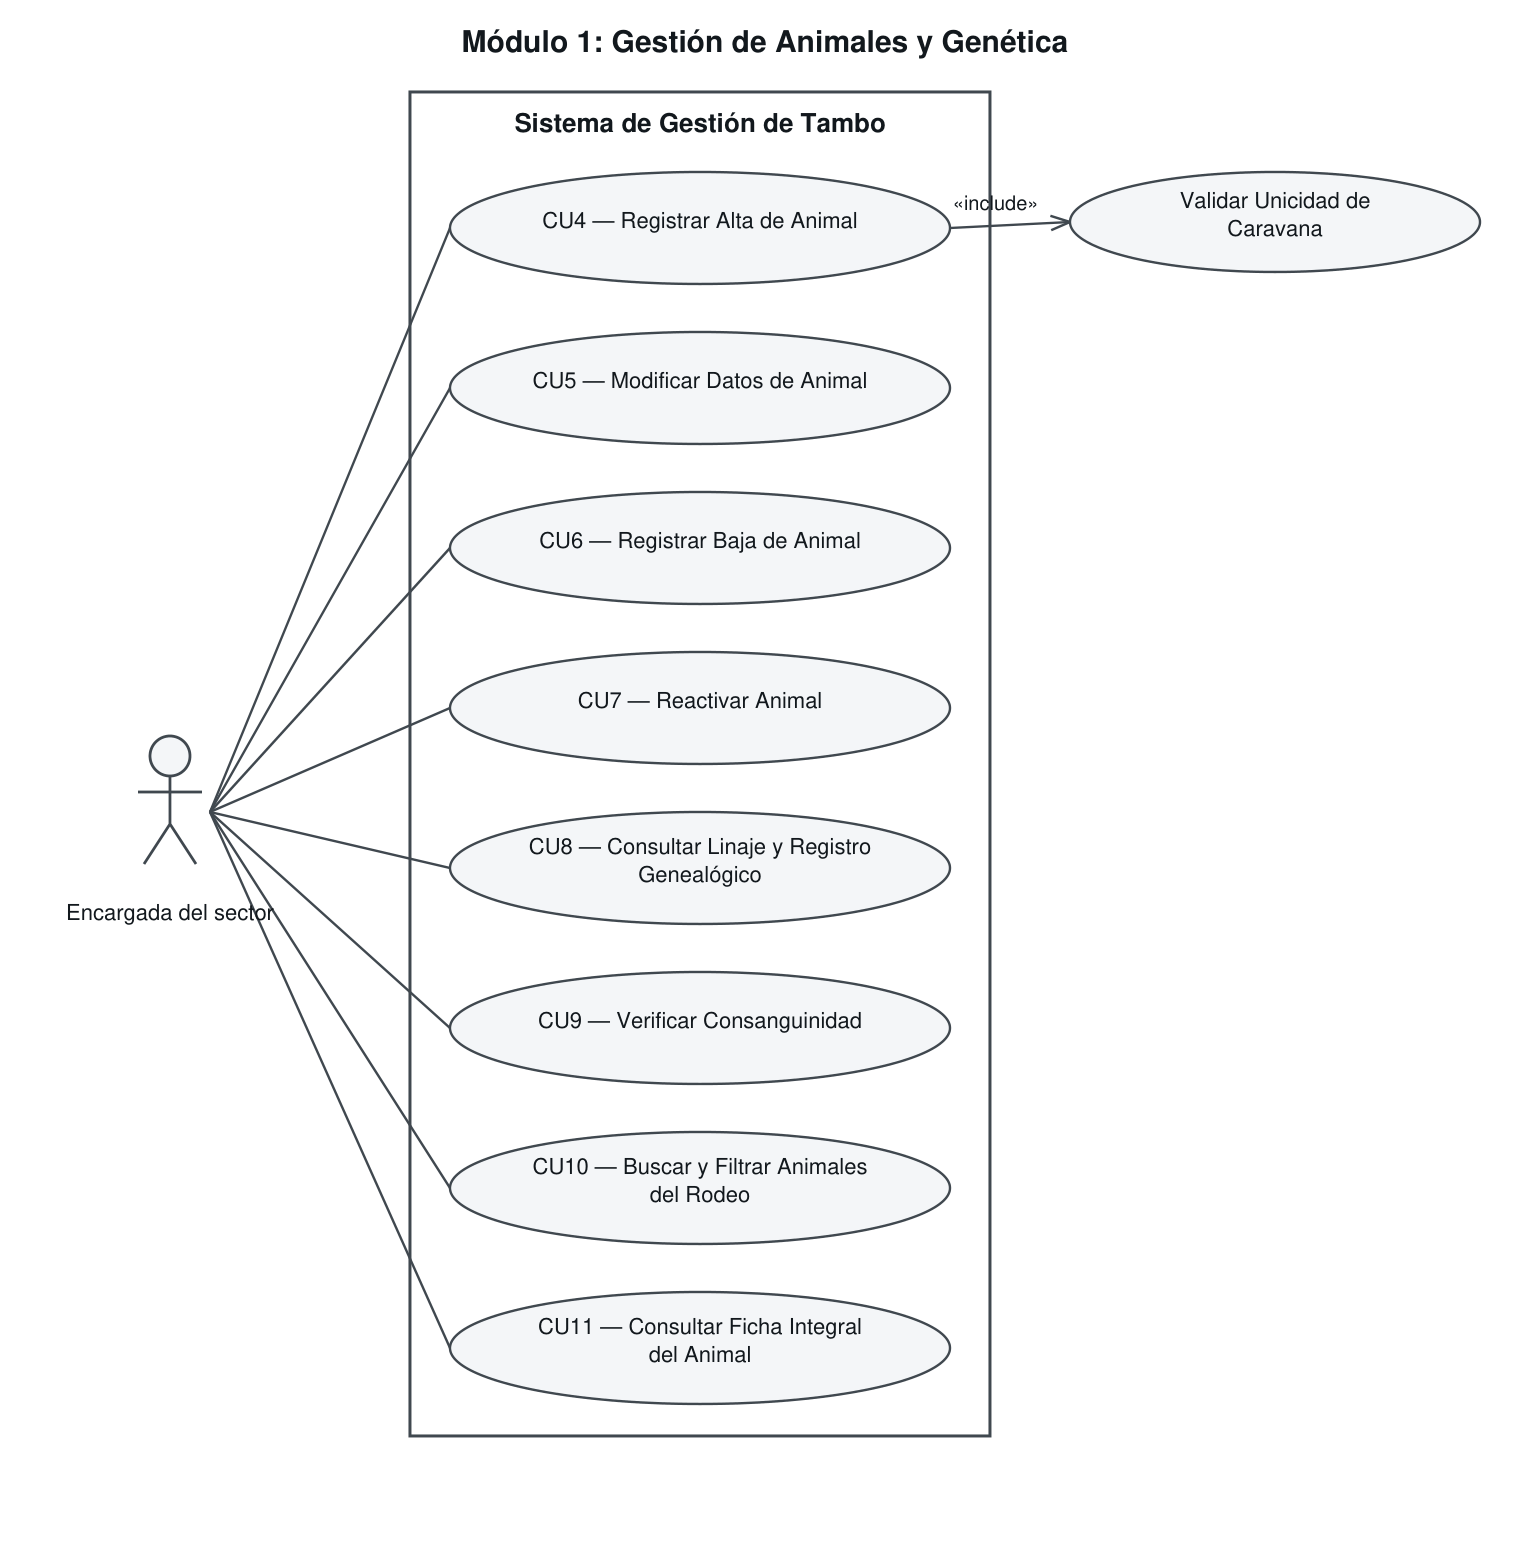 Módulo 1: Gestión de Animales y Genética
Sistema de Gestión de Tambo
CU4 — Registrar Alta de Animal
«include»
Validar Unicidad de
Caravana
CU5 — Modificar Datos de Animal
CU6 — Registrar Baja de Animal
CU7 — Reactivar Animal
CU8 — Consultar Linaje y Registro
Genealógico
Encargada del sector
CU9 — Verificar Consanguinidad
CU10 — Buscar y Filtrar Animales
del Rodeo
CU11 — Consultar Ficha Integral
del Animal